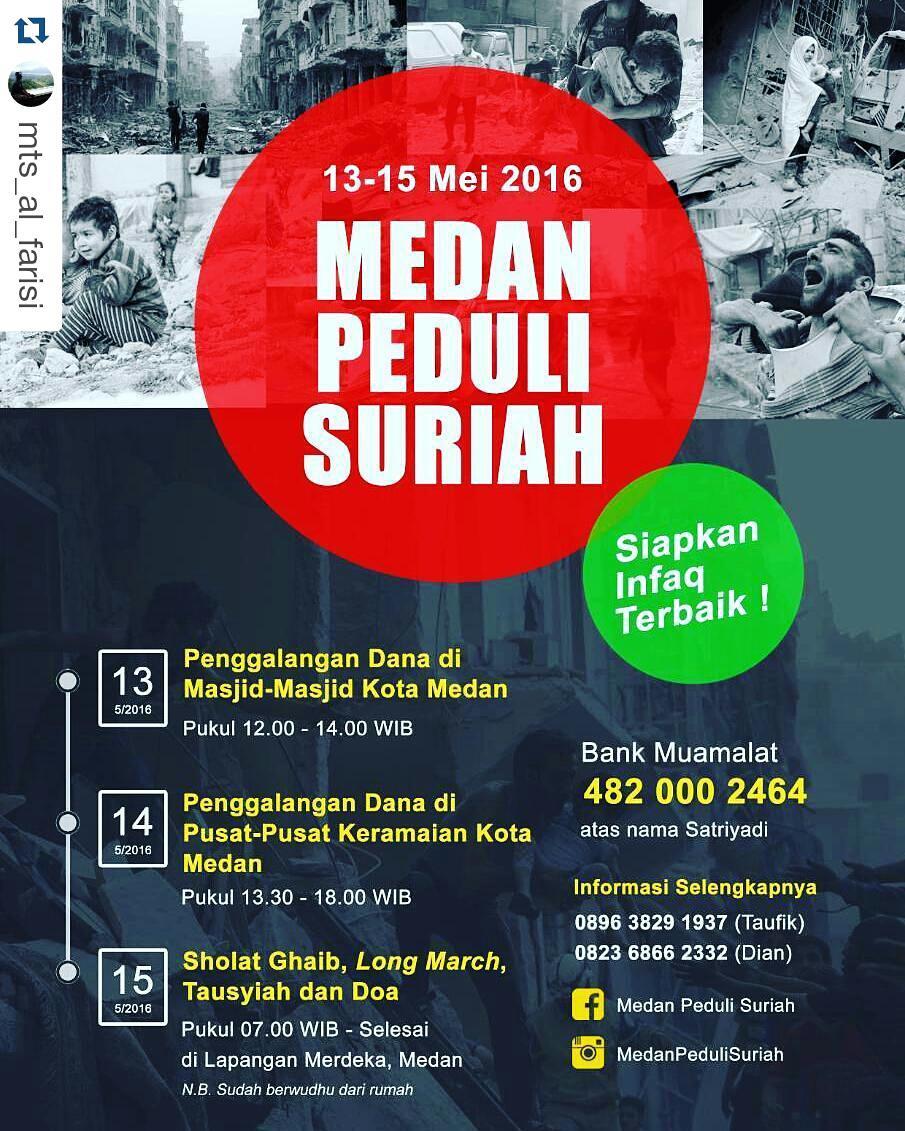 mts_al_farisi
13-15 Mei 2016
MEDAN
PEDULI
SURIAH
Siapkan
Infaq
Terbaik !
13
5/2016
Penggalangan Dana di
Masjid-Masjid Kota Medan
Pukul 12.00 - 14.00 WIB
14
5/2016
Penggalangan Dana di
Pusat-Pusat Keramaian Kota
Medan
Pukul 13.30 - 18.00 WIB
15
5/2016
Sholat Ghaib, Long March,
Tausyiah dan Doa
Pukul 07.00 WIB - Selesai
di Lapangan Merdeka, Medan
N.B. Sudah berwudhu dari rumah
Bank Muamalat
482 000 2464
atas nama Satriyadi
Informasi Selengkapnya
0896 3829 1937 (Taufik)
0823 6866 2332 (Dian)
Medan Peduli Suriah
MedanPeduliSuriah